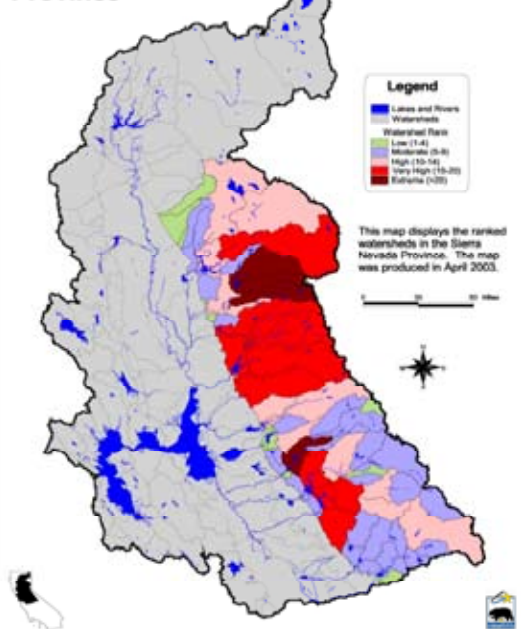 Legend
Lakes and Rivers
Watersheds
Watershed Rank
Low (1-4)
Moderate (5-9)
High (10-14)
Very High (15-20)
Extreme (>20)
This map displays the ranked
watersheds in the Sierra
Nevada Province. The map
was produced in April 2003.
Miles